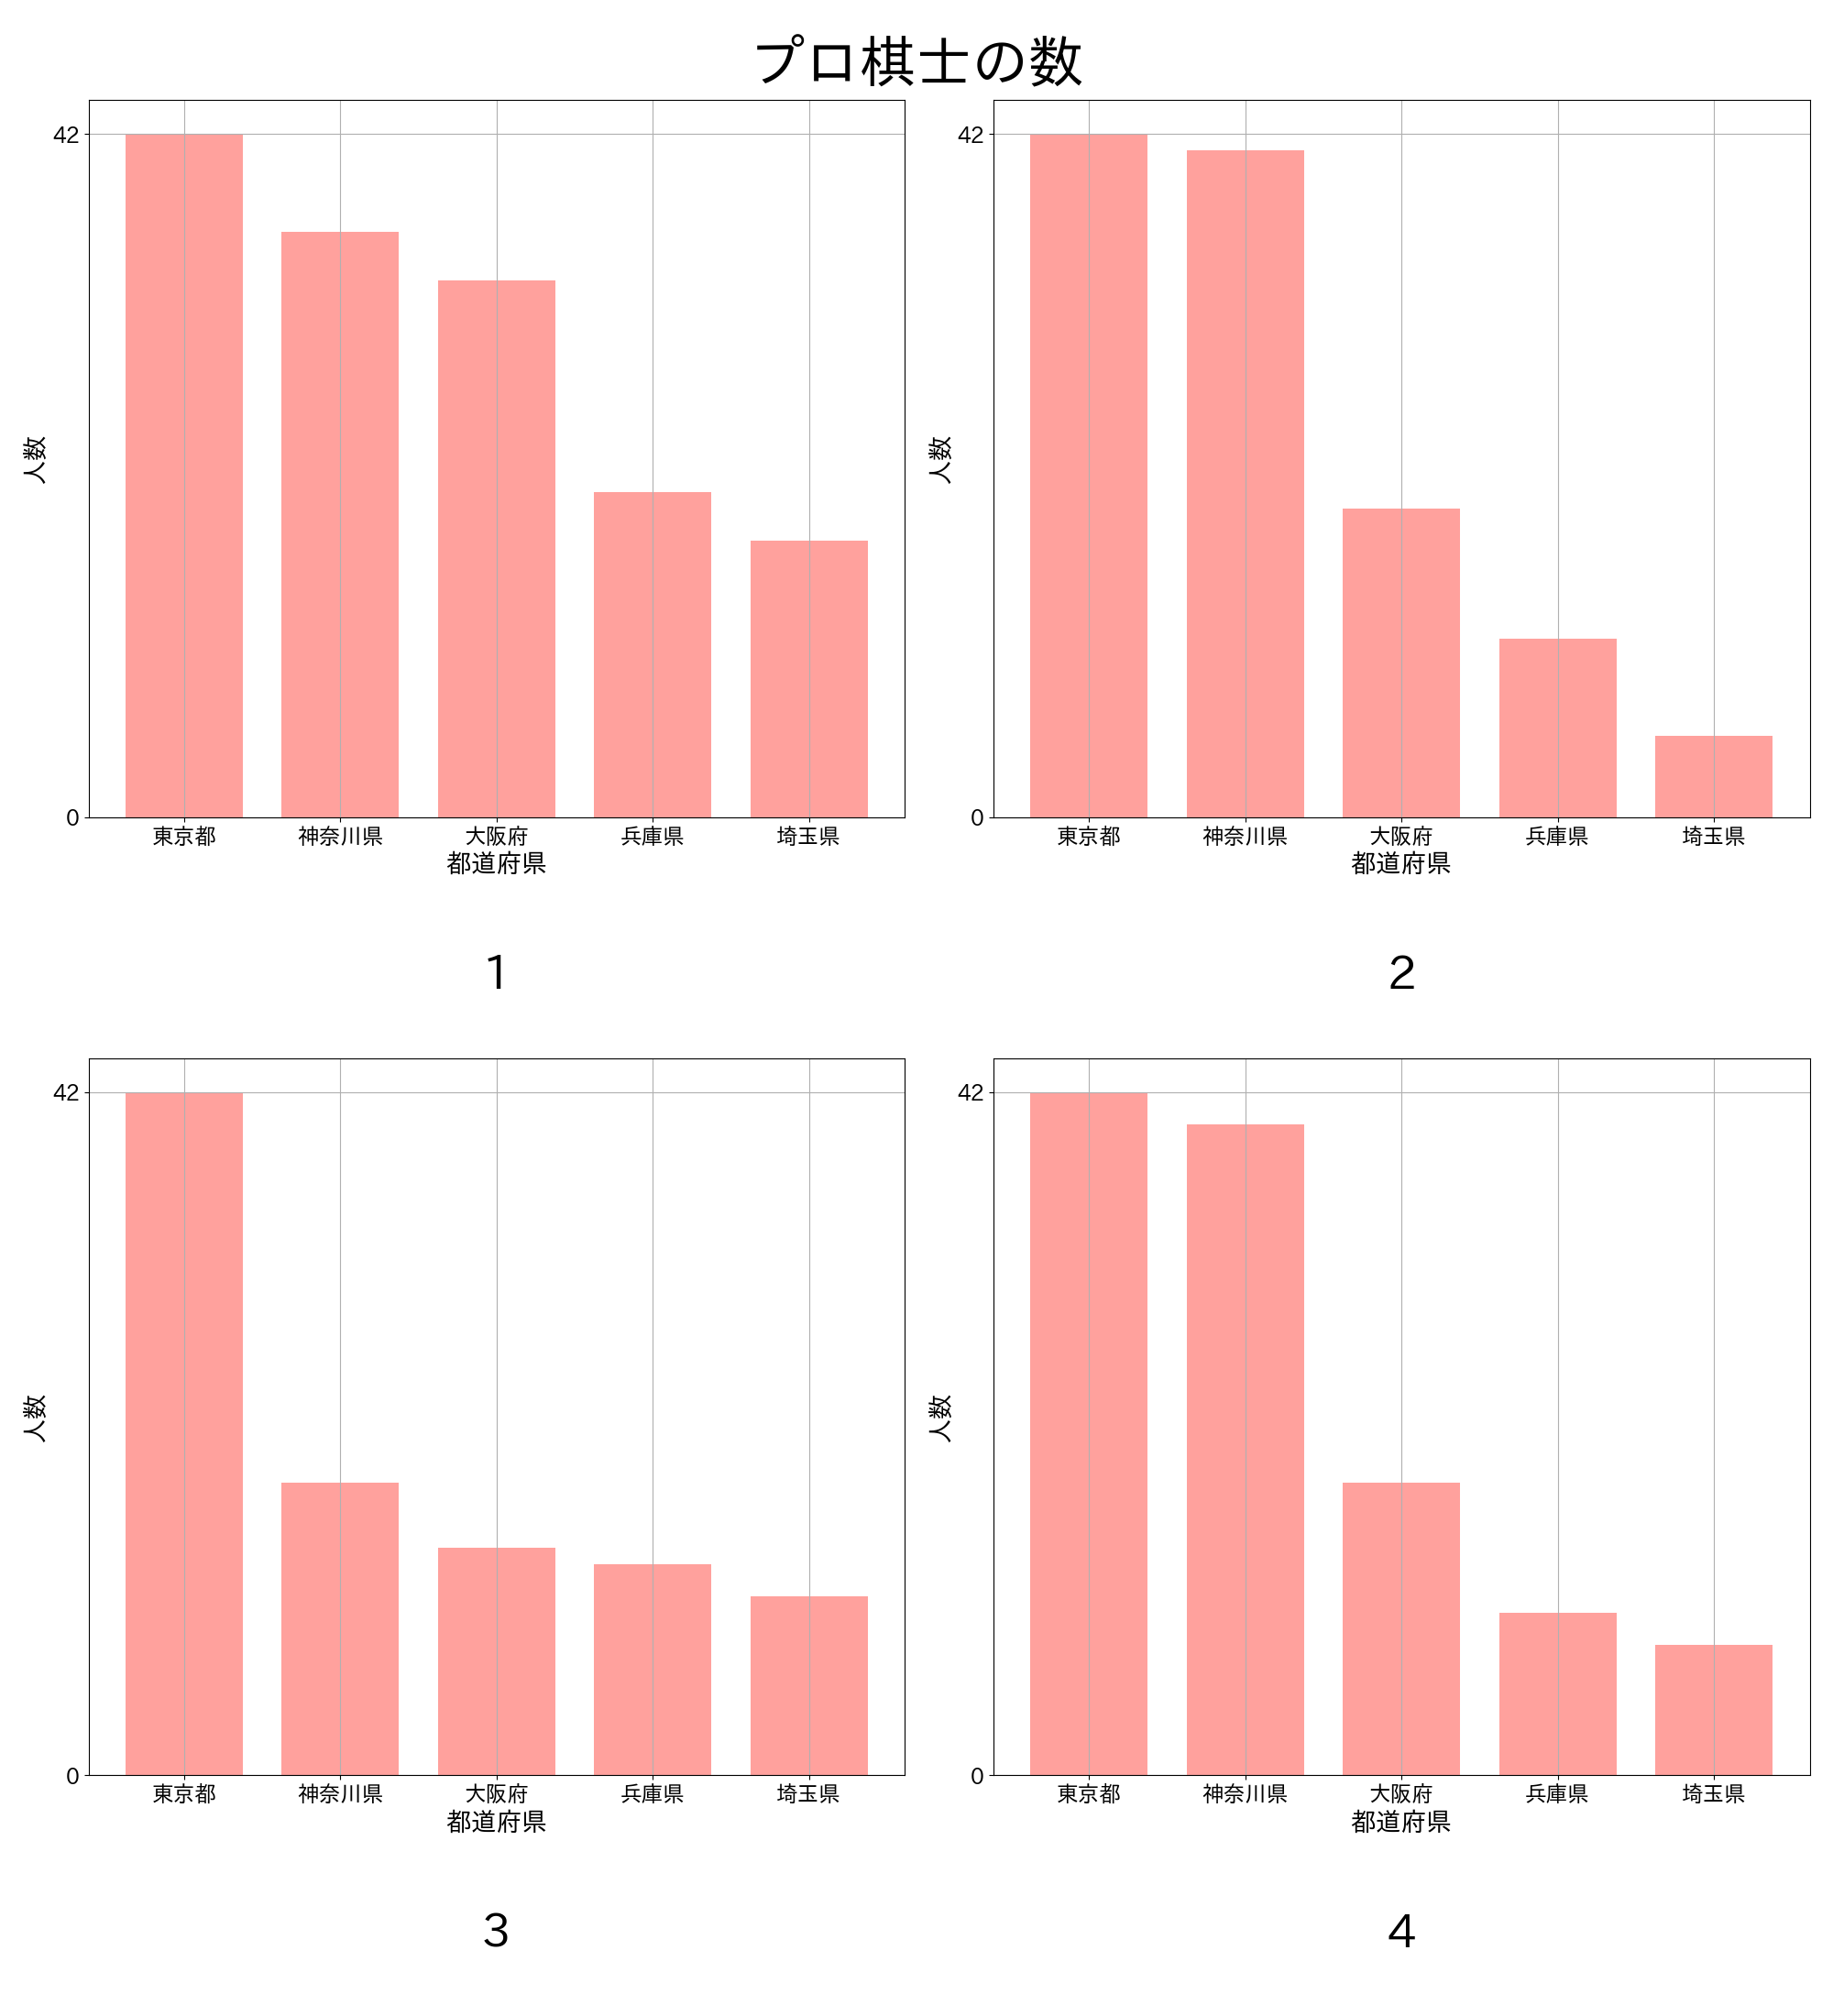 プロ棋士の数
42
0
人数
東京都 神奈川県 大阪府 兵庫県 埼玉県
都道府県
1
42
0
人数
東京都 神奈川県 大阪府 兵庫県 埼玉県
都道府県
2
42
0
人数
東京都 神奈川県 大阪府 兵庫県 埼玉県
都道府県
3
42
0
人数
東京都 神奈川県 大阪府 兵庫県 埼玉県
都道府県
4